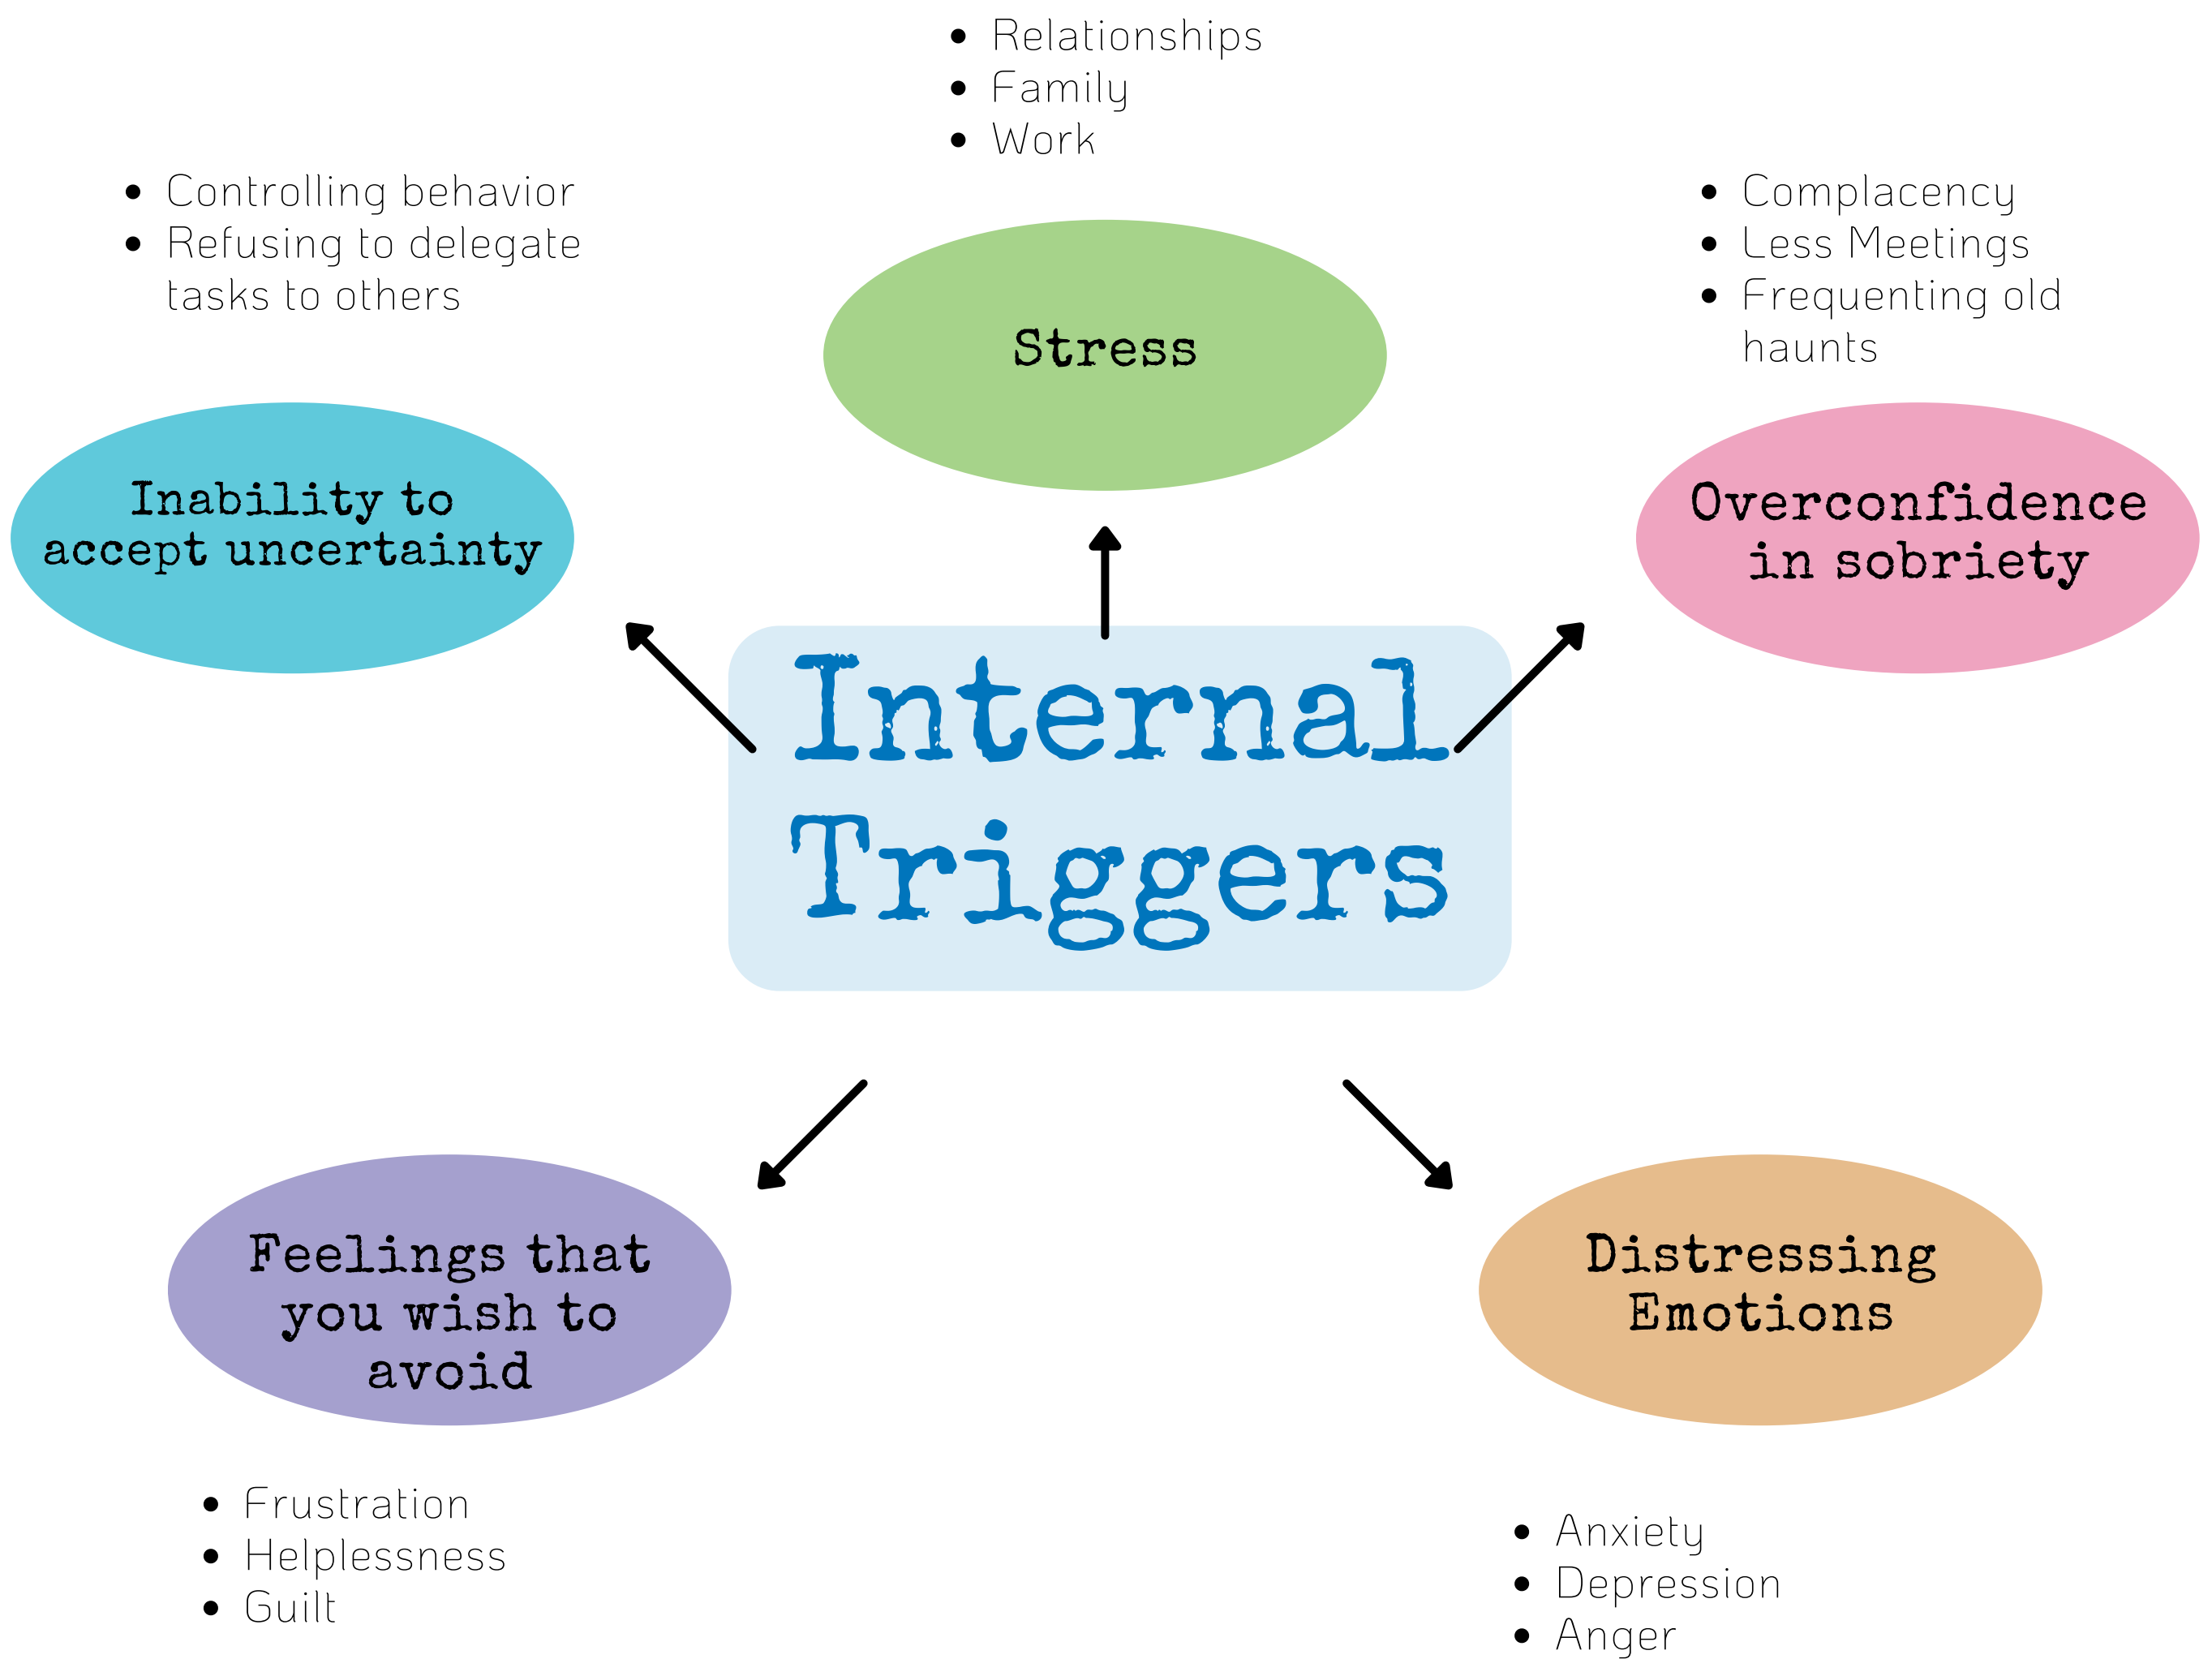 Relationships
Family
Work
Controlling behavior
Refusing to delegate
tasks to others
Complacency
Less Meetings
Frequenting old
haunts
Stress
Inability to
accept uncertainty
Overconfidence
in sobriety
Internal
Triggers
Feelings that
you wish to
avoid
Distressing
Emotions
Frustration
Helplessness
Guilt
Anxiety
Depression
Anger